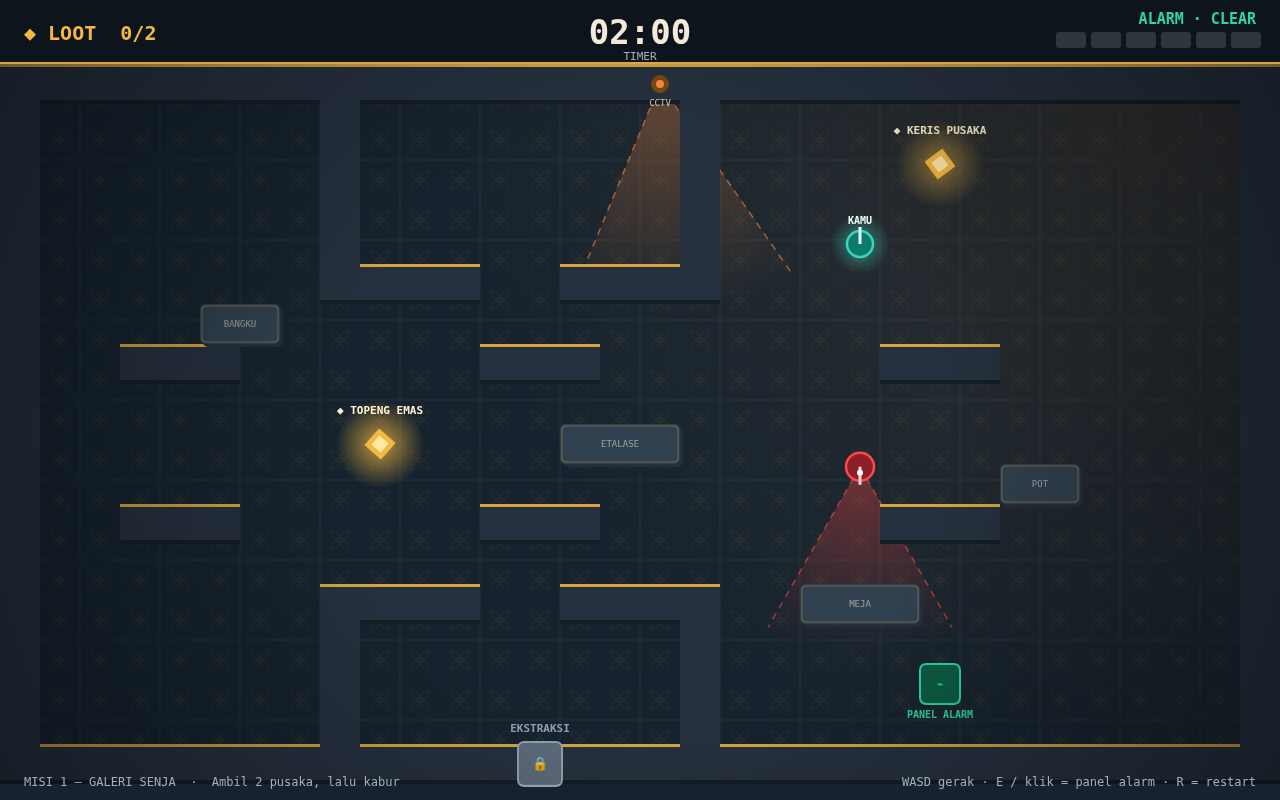 ◆ LOOT 0/2
02:00
TIMER
ALARM · CLEAR
CCTV
◆ KERIS PUSAKA
KAMU
BANGKU
◆ TOPENG EMAS
ETALASE
POT
MEJA
PANEL ALARM
EKSTRAKSI
MISI 1 — GALERI SENJA · Ambil 2 pusaka, lalu kabur
WASD gerak · E / klik = panel alarm · R = restart